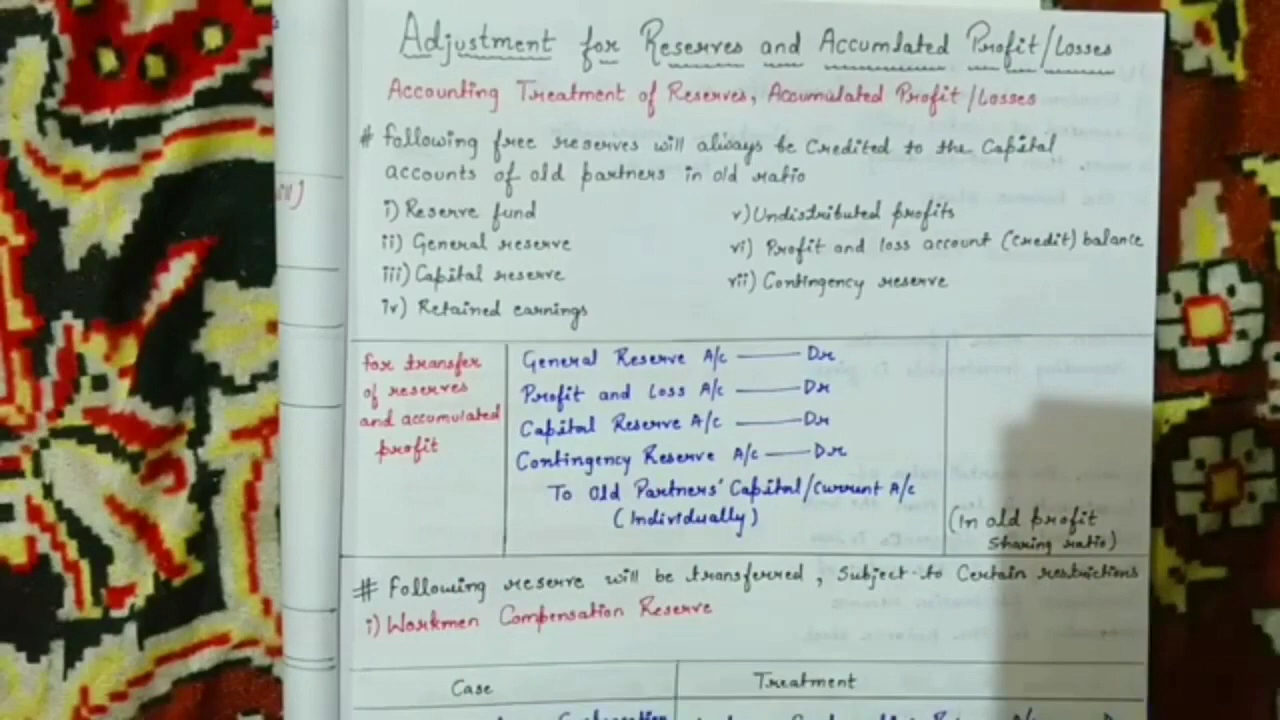 Adjustment for Reserves and Accumlated Profit/Losses
Accounting Treatment of Reserves, Accumulated Profit/Losses
# Following free reserves will always be Credited to the Capital
accounts of old partners in old ratio
i) Reserve fund
ii) General reserve
iii) Capital reserve
iv) Retained earnings
v) Undistributed profits
vi) Profit and loss account (Credit) balance
vii) Contingency reserve
for transfer
of reserves
and accumulated
profit
General Reserve A/c —— Dr
Profit and Loss A/c —— Dr
Capital Reserve A/c —— Dr
Contingency Reserve A/c —— Dr
To Old Partners' Capital/Current A/c
(Individually)
(In old profit
sharing ratio)
# Following reserve will be transferred, Subject to Certain restrictions
i) Workmen Compensation Reserve
Case
Treatment